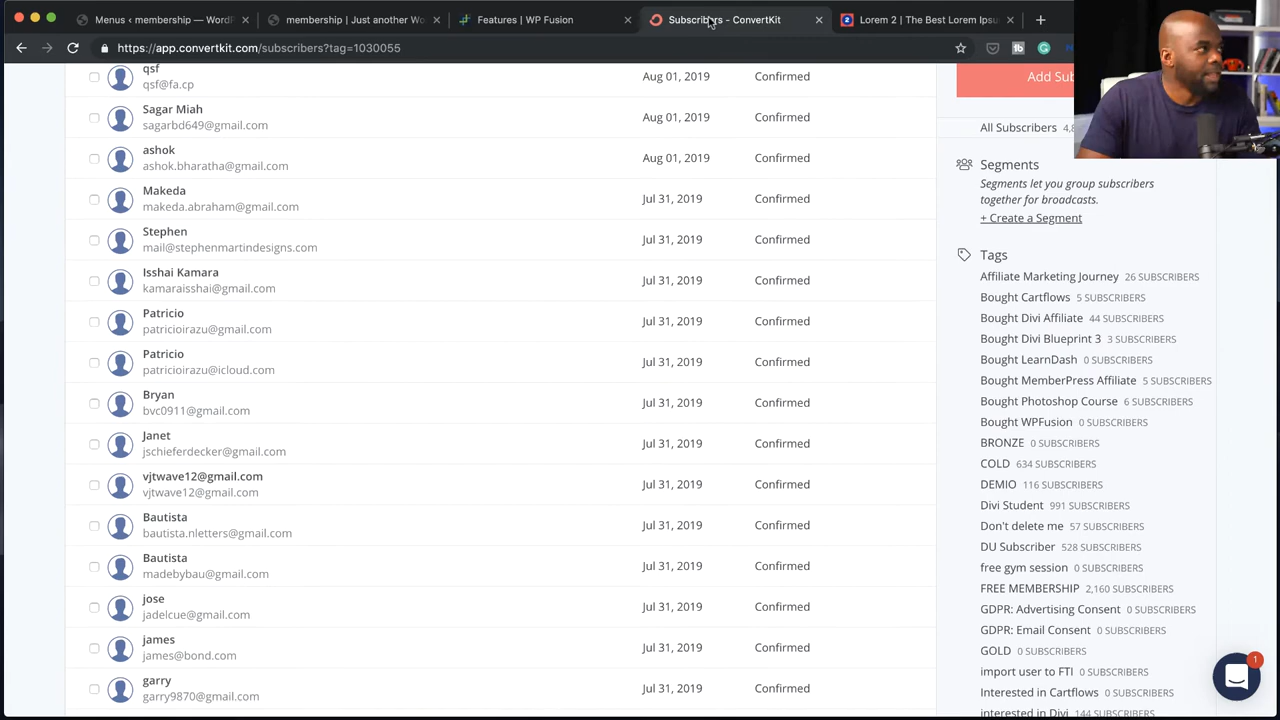 Menus ‹ membership — WordP
membership | Just another Wo
Features | WP Fusion
Subscribers - ConvertKit
Lorem 2 | The Best Lorem Ipsu
https://app.convertkit.com/subscribers?tag=1030055
qsf
qsf@fa.cp
Aug 01, 2019
Confirmed
Sagar Miah
sagarbd649@gmail.com
Aug 01, 2019
Confirmed
ashok
ashok.bharatha@gmail.com
Aug 01, 2019
Confirmed
Makeda
makeda.abraham@gmail.com
Jul 31, 2019
Confirmed
Stephen
mail@stephenmartindesigns.com
Jul 31, 2019
Confirmed
Isshai Kamara
kamaraisshai@gmail.com
Jul 31, 2019
Confirmed
Patricio
patricioirazu@gmail.com
Jul 31, 2019
Confirmed
Patricio
patricioirazu@icloud.com
Jul 31, 2019
Confirmed
Bryan
bvc0911@gmail.com
Jul 31, 2019
Confirmed
Janet
jschieferdecker@gmail.com
Jul 31, 2019
Confirmed
vjtwave12@gmail.com
vjtwave12@gmail.com
Jul 31, 2019
Confirmed
Bautista
bautista.nletters@gmail.com
Jul 31, 2019
Confirmed
Bautista
madebybau@gmail.com
Jul 31, 2019
Confirmed
jose
jadelcue@gmail.com
Jul 31, 2019
Confirmed
james
james@bond.com
Jul 31, 2019
Confirmed
garry
garry9870@gmail.com
Jul 31, 2019
Confirmed
Add Sub
All Subscribers 4,8
Segments
Segments let you group subscribers
together for broadcasts.
+ Create a Segment
Tags
Affiliate Marketing Journey 26 SUBSCRIBERS
Bought Cartflows 5 SUBSCRIBERS
Bought Divi Affiliate 44 SUBSCRIBERS
Bought Divi Blueprint 3 3 SUBSCRIBERS
Bought LearnDash 0 SUBSCRIBERS
Bought MemberPress Affiliate 5 SUBSCRIBERS
Bought Photoshop Course 6 SUBSCRIBERS
Bought WPFusion 0 SUBSCRIBERS
BRONZE 0 SUBSCRIBERS
COLD 634 SUBSCRIBERS
DEMIO 116 SUBSCRIBERS
Divi Student 991 SUBSCRIBERS
Don't delete me 57 SUBSCRIBERS
DU Subscriber 528 SUBSCRIBERS
free gym session 0 SUBSCRIBERS
FREE MEMBERSHIP 2,160 SUBSCRIBERS
GDPR: Advertising Consent 0 SUBSCRIBERS
GDPR: Email Consent 0 SUBSCRIBERS
GOLD 0 SUBSCRIBERS
import user to FTI 0 SUBSCRIBERS
Interested in Cartflows 0 SUBSCRIBERS
interested in Divi 144 SUBSCRIBERS
1